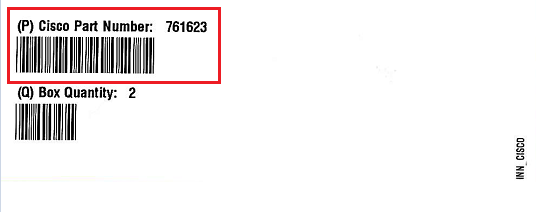 (P) Cisco Part Number: 761623
(Q) Box Quantity: 2
INN_CISCO